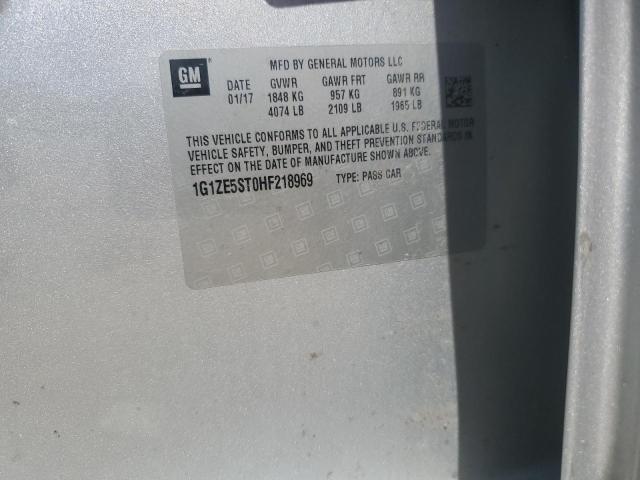 GM
MFD BY GENERAL MOTORS LLC
DATE GVWR GAWR FRT GAWR RR
01/17 1848 KG 957 KG 891 KG
4074 LB 2109 LB 1965 LB
THIS VEHICLE CONFORMS TO ALL APPLICABLE U.S. FEDERAL MOTOR
VEHICLE SAFETY, BUMPER, AND THEFT PREVENTION STANDARDS IN
EFFECT ON THE DATE OF MANUFACTURE SHOWN ABOVE.
1G1ZE5ST0HF218969 TYPE: PASS CAR